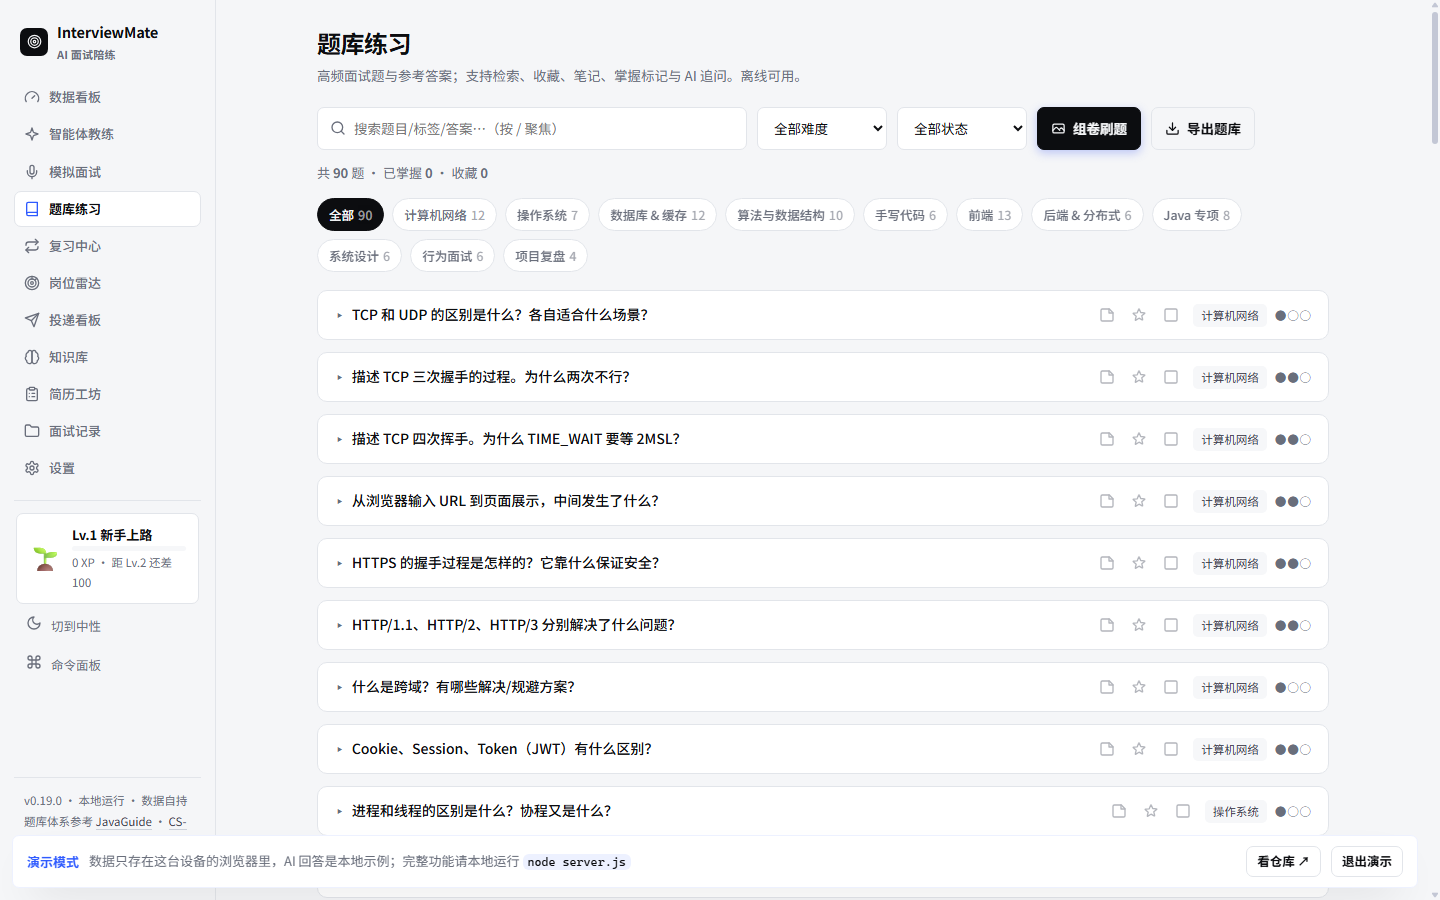 InterviewMate
AI 面试陪练
数据看板
智能体教练
模拟面试
题库练习
复习中心
岗位雷达
投递看板
知识库
简历工坊
面试记录
设置
Lv.1 新手上路
0 XP · 距 Lv.2 还差
100
切到中性
命令面板
v0.19.0 · 本地运行 · 数据自持
题库体系参考 JavaGuide · CS-
题库练习
高频面试题与参考答案；支持检索、收藏、笔记、掌握标记与 AI 追问。离线可用。
搜索题目/标签/答案…（按 / 聚焦） 全部难度 全部状态 组卷刷题 导出题库
共 90 题 · 已掌握 0 · 收藏 0
全部 90 计算机网络 12 操作系统 7 数据库 & 缓存 12 算法与数据结构 10 手写代码 6 前端 13 后端 & 分布式 6 Java 专项 8
系统设计 6 行为面试 6 项目复盘 4
TCP 和 UDP 的区别是什么？各自适合什么场景？ 计算机网络
描述 TCP 三次握手的过程。为什么两次不行？ 计算机网络
描述 TCP 四次挥手。为什么 TIME_WAIT 要等 2MSL？ 计算机网络
从浏览器输入 URL 到页面展示，中间发生了什么？ 计算机网络
HTTPS 的握手过程是怎样的？它靠什么保证安全？ 计算机网络
HTTP/1.1、HTTP/2、HTTP/3 分别解决了什么问题？ 计算机网络
什么是跨域？有哪些解决/规避方案？ 计算机网络
Cookie、Session、Token（JWT）有什么区别？ 计算机网络
进程和线程的区别是什么？协程又是什么？ 操作系统
演示模式 数据只存在这台设备的浏览器里，AI 回答是本地示例；完整功能请本地运行 node server.js 看仓库 ↗ 退出演示